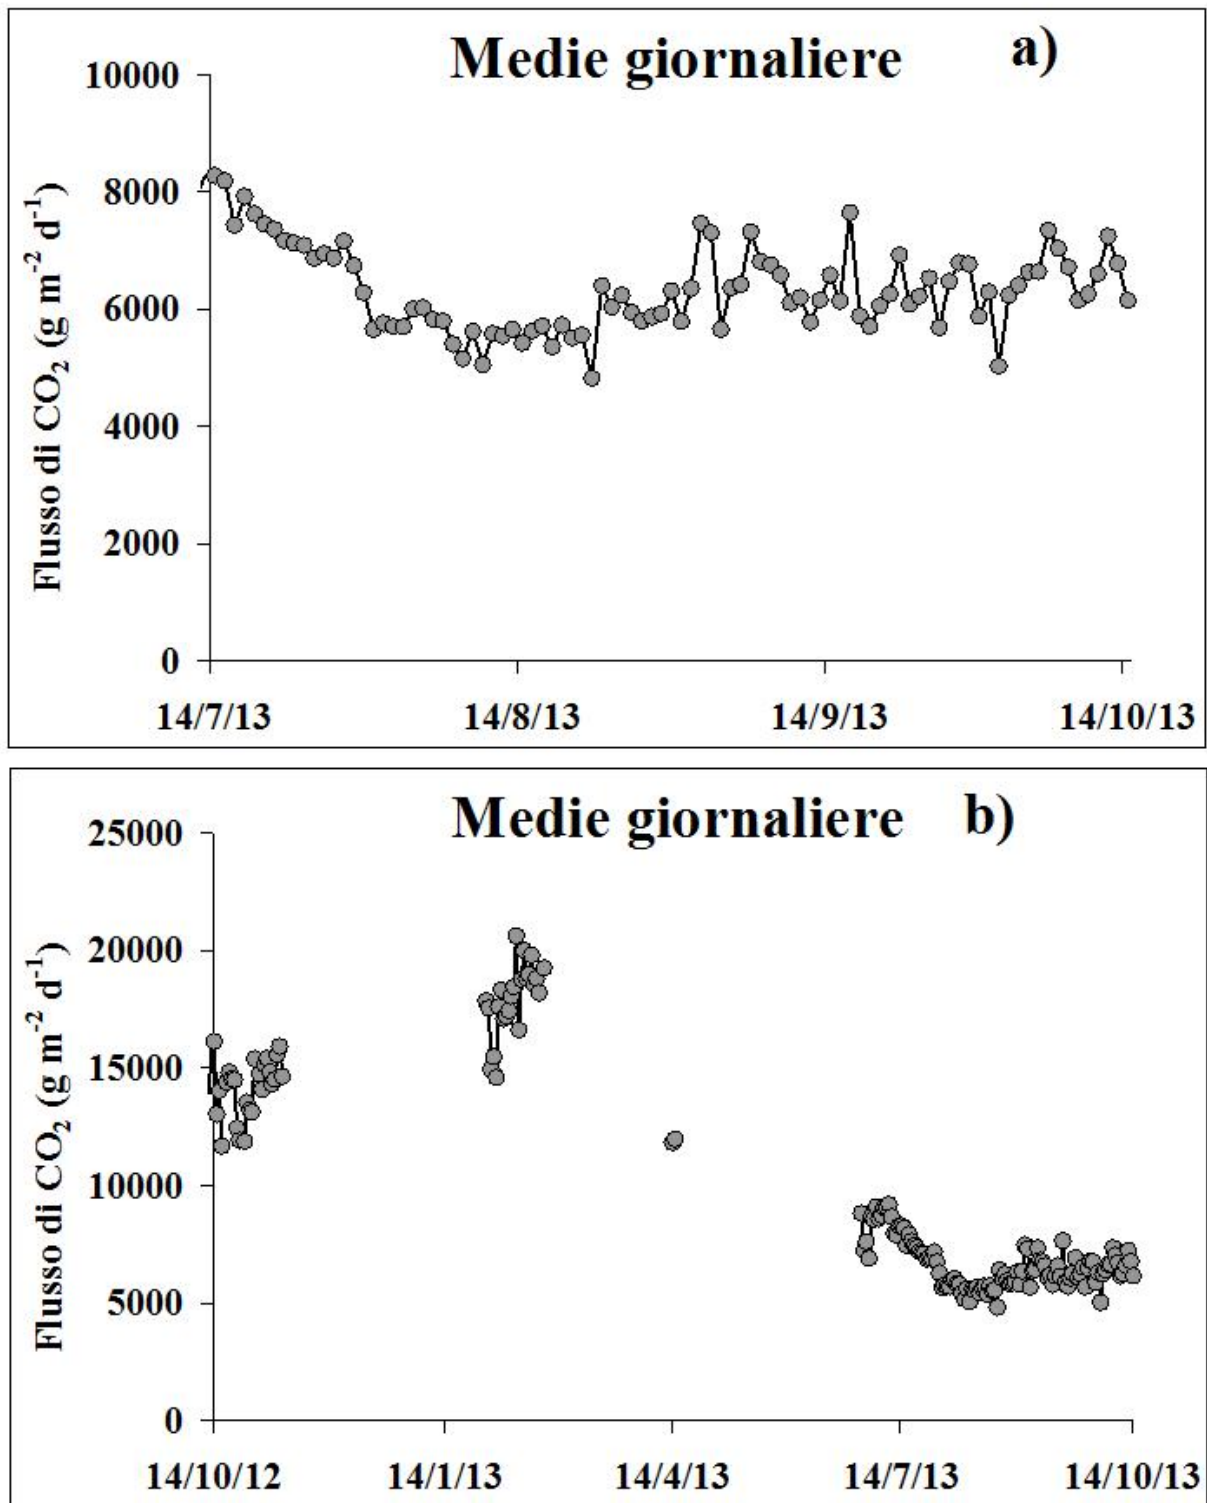 Medie giornaliere a)
10000
8000
6000
4000
2000
0
Flusso di CO₂ (g m⁻² d⁻¹)
14/7/13 14/8/13 14/9/13 14/10/13
Medie giornaliere b)
25000
20000
15000
10000
5000
0
Flusso di CO₂ (g m⁻² d⁻¹)
14/10/12 14/1/13 14/4/13 14/7/13 14/10/13